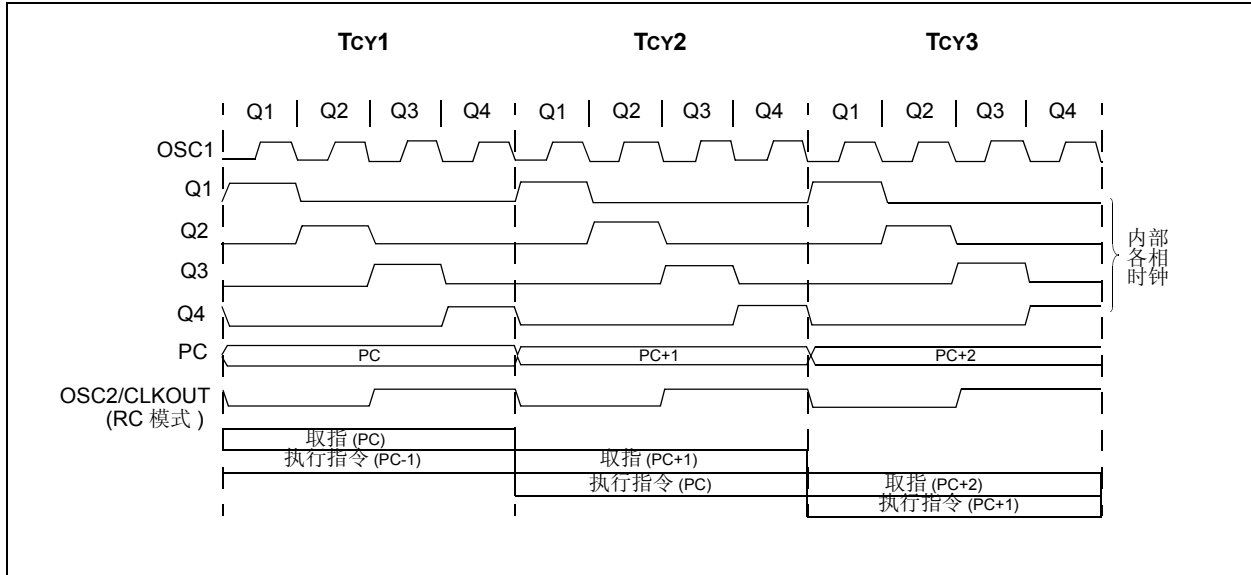 TCY1 TCY2 TCY3
Q1 Q2 Q3 Q4 Q1 Q2 Q3 Q4 Q1 Q2 Q3 Q4
OSC1
Q1
Q2
Q3
Q4
内部
各相
时钟
PC PC PC+1 PC+2
OSC2/CLKOUT
(RC 模式 )
取指 (PC)
执行指令 (PC-1) 取指 (PC+1)
执行指令 (PC) 取指 (PC+2)
执行指令 (PC+1)